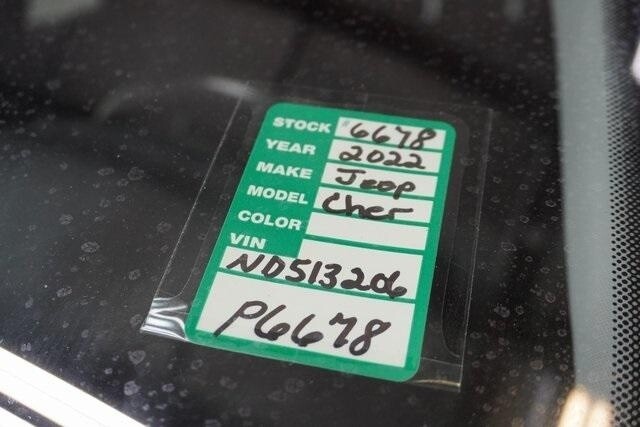 STOCK #6678
YEAR 2022
MAKE Jeep
MODEL Cher
COLOR
VIN
ND513206
P6678